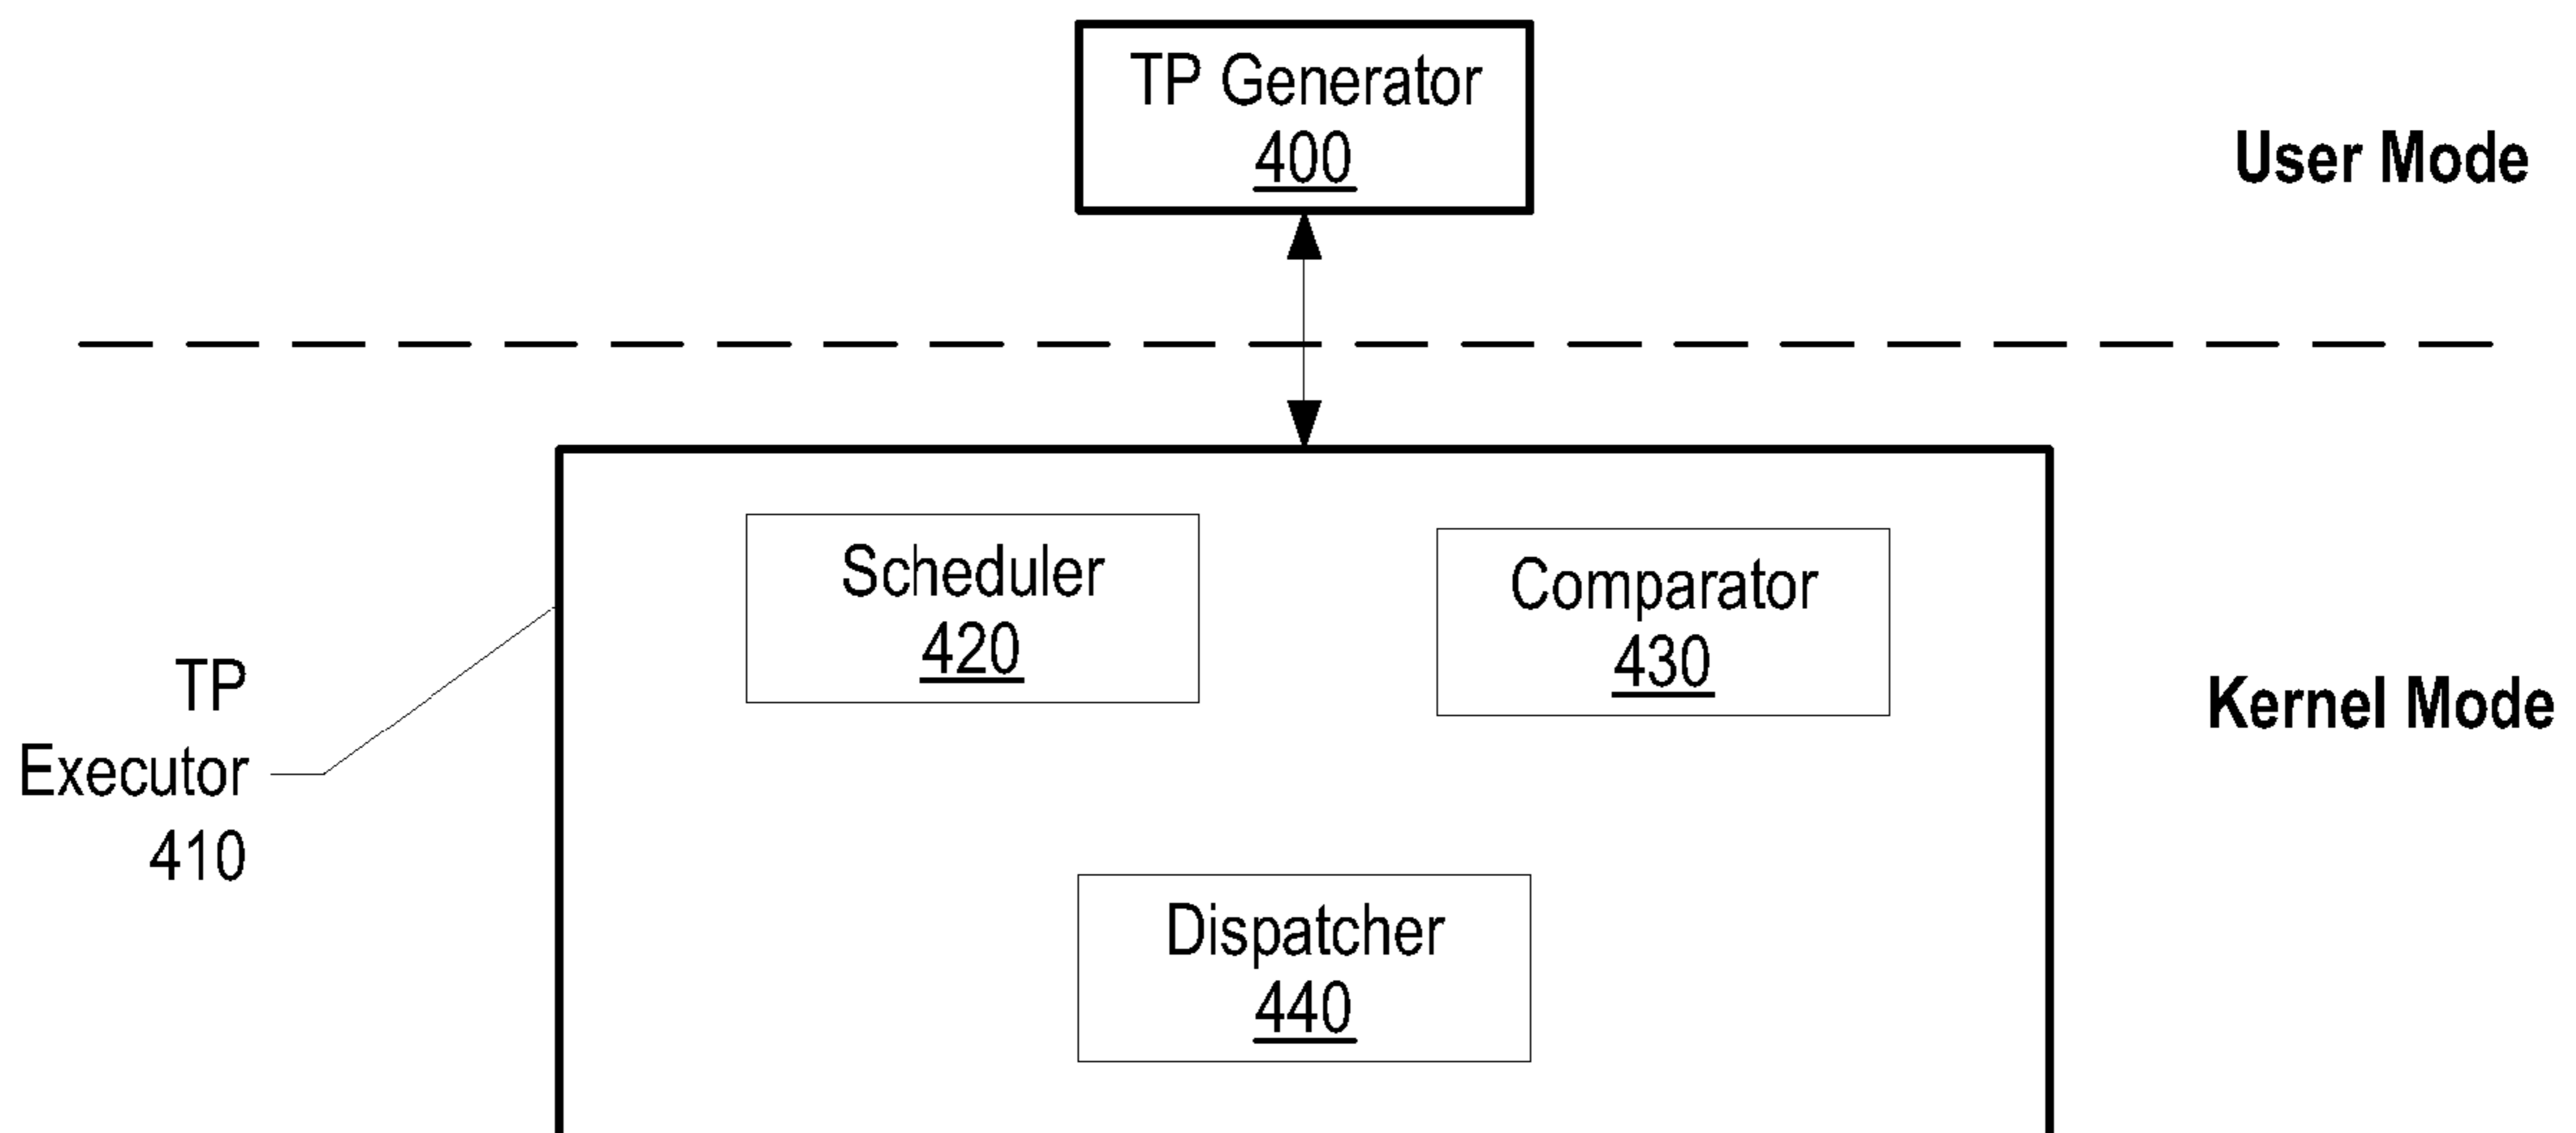 TP Generator
400
User Mode
Scheduler
420
Comparator
430
TP
Executor
410
Kernel Mode
Dispatcher
440